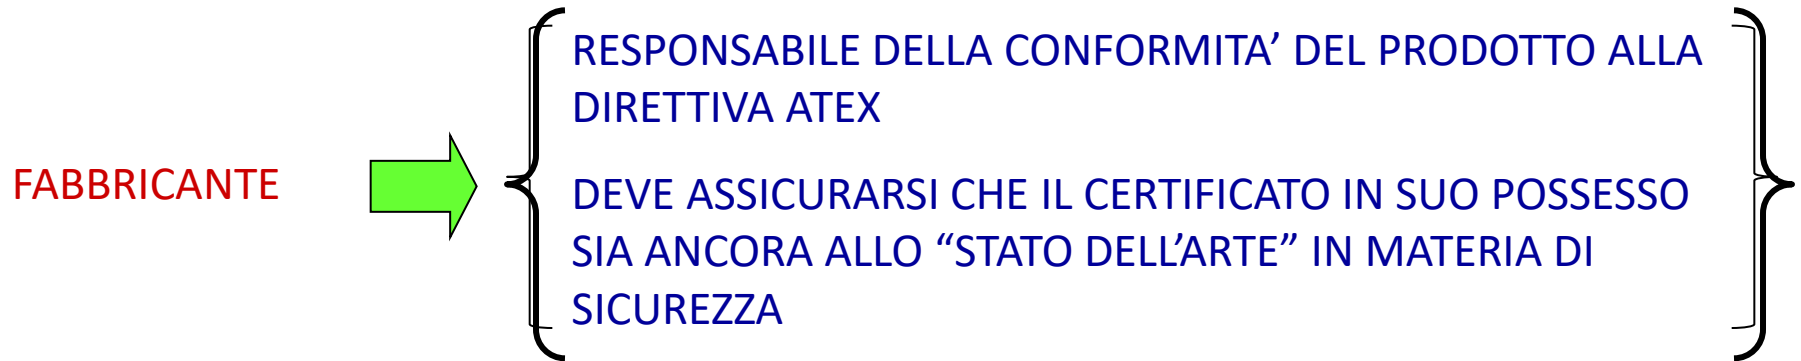 FABBRICANTE
RESPONSABILE DELLA CONFORMITA’ DEL PRODOTTO ALLA
DIRETTIVA ATEX
DEVE ASSICURARSI CHE IL CERTIFICATO IN SUO POSSESSO
SIA ANCORA ALLO “STATO DELL’ARTE” IN MATERIA DI
SICUREZZA